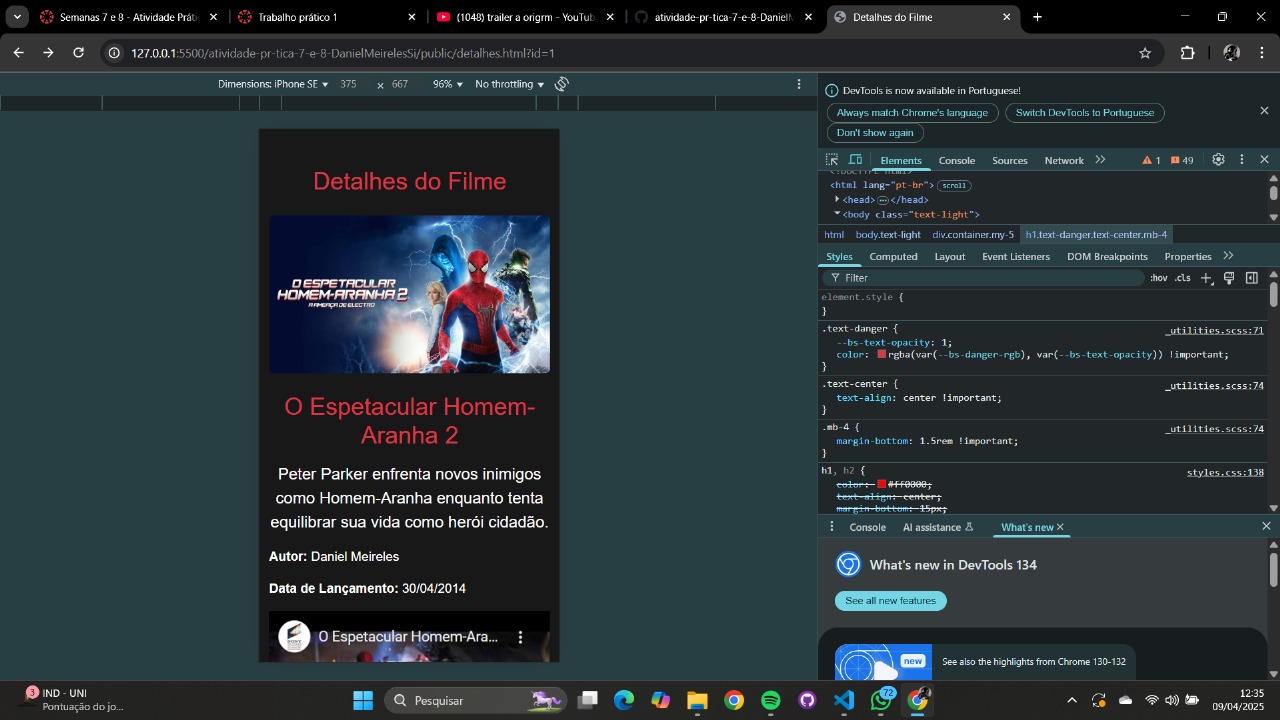 Semanas 7 e 8 - Atividade Prát
Trabalho prático 1
(1048) trailer a origrm - YouTub
atividade-pr-tica-7-e-8-DanielM
Detalhes do Filme
127.0.0.1:5500/atividade-pr-tica-7-e-8-DanielMeirelesSi/public/detalhes.html?id=1
Dimensions: iPhone SE 375 × 667 96% No throttling
DevTools is now available in Portuguese!
Always match Chrome's language Switch DevTools to Portuguese
Don't show again
Elements Console Sources Network 1 49
<!DOCTYPE html>
<html lang="pt-br"> scroll
<head> ••• </head>
<body class="text-light">
html body.text-light div.container.my-5 h1.text-danger.text-center.mb-4
Styles Computed Layout Event Listeners DOM Breakpoints Properties
Filter :hov .cls
element.style {
}
.text-danger { _utilities.scss:71
--bs-text-opacity: 1;
color: rgba(var(--bs-danger-rgb), var(--bs-text-opacity)) !important;
}
.text-center { _utilities.scss:74
text-align: center !important;
}
.mb-4 { _utilities.scss:74
margin-bottom: 1.5rem !important;
}
h1, h2 { styles.css:138
color: #ff0000;
text-align: center;
margin-bottom: 15px;
Console AI assistance What's new
What's new in DevTools 134
See all new features
new
See also the highlights from Chrome 130-132
Detalhes do Filme
O ESPETACULAR
HOMEM-ARANHA 2
A AMEAÇA DE ELECTRO
O Espetacular Homem-
Aranha 2
Peter Parker enfrenta novos inimigos
como Homem-Aranha enquanto tenta
equilibrar sua vida como herói cidadão.
Autor: Daniel Meireles
Data de Lançamento: 30/04/2014
SONY
O Espetacular Homem-Ara...
3
IND - UNI
Pontuação do jo...
Pesquisar
72
12:35
09/04/2025